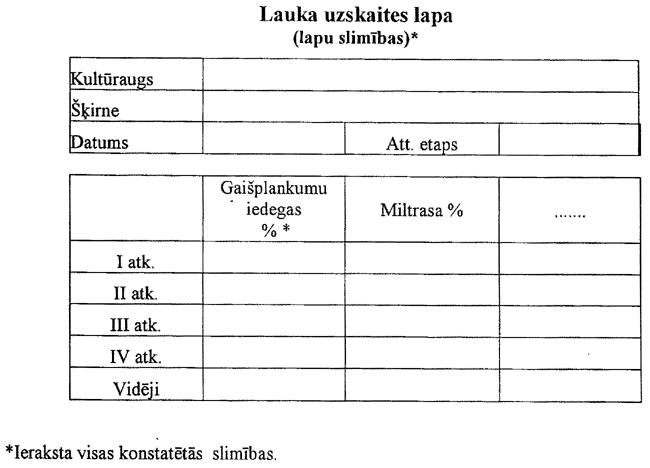 Lauka uzskaites lapa
(lapu slimības)*
Kultūraugs
Šķirne
Datums Att. etaps
Gaišplankumu
iedegas
% *
Miltrasa %
.......
I atk.
II atk.
III atk.
IV atk.
Vidēji
*Ieraksta visas konstatētās slimības.